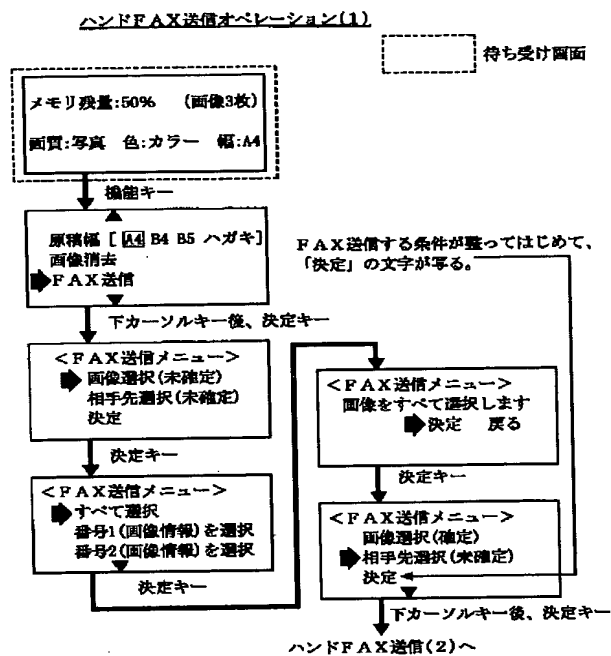 ハンドFAX送信オペレーション(1)
待ち受け画面
メモリ残量:50% (画像3枚)
画質:写真 色:カラー 幅:A4
機能キー
原稿幅 [ A4 B4 B5 ハガキ]
画像消去
FAX送信
下カーソルキー後、決定キー
<FAX送信メニュー>
画像選択(未確定)
相手先選択(未確定)
決定
決定キー
<FAX送信メニュー>
すべて選択
番号1(画像情報)を選択
番号2(画像情報)を選択
決定キー
FAX送信する条件が整ってはじめて、
「決定」の文字が写る。
<FAX送信メニュー>
画像をすべて選択します
決定 戻る
決定キー
<FAX送信メニュー>
画像選択(確定)
相手先選択(未確定)
決定
下カーソルキー後、決定キー
ハンドFAX送信(2)へ